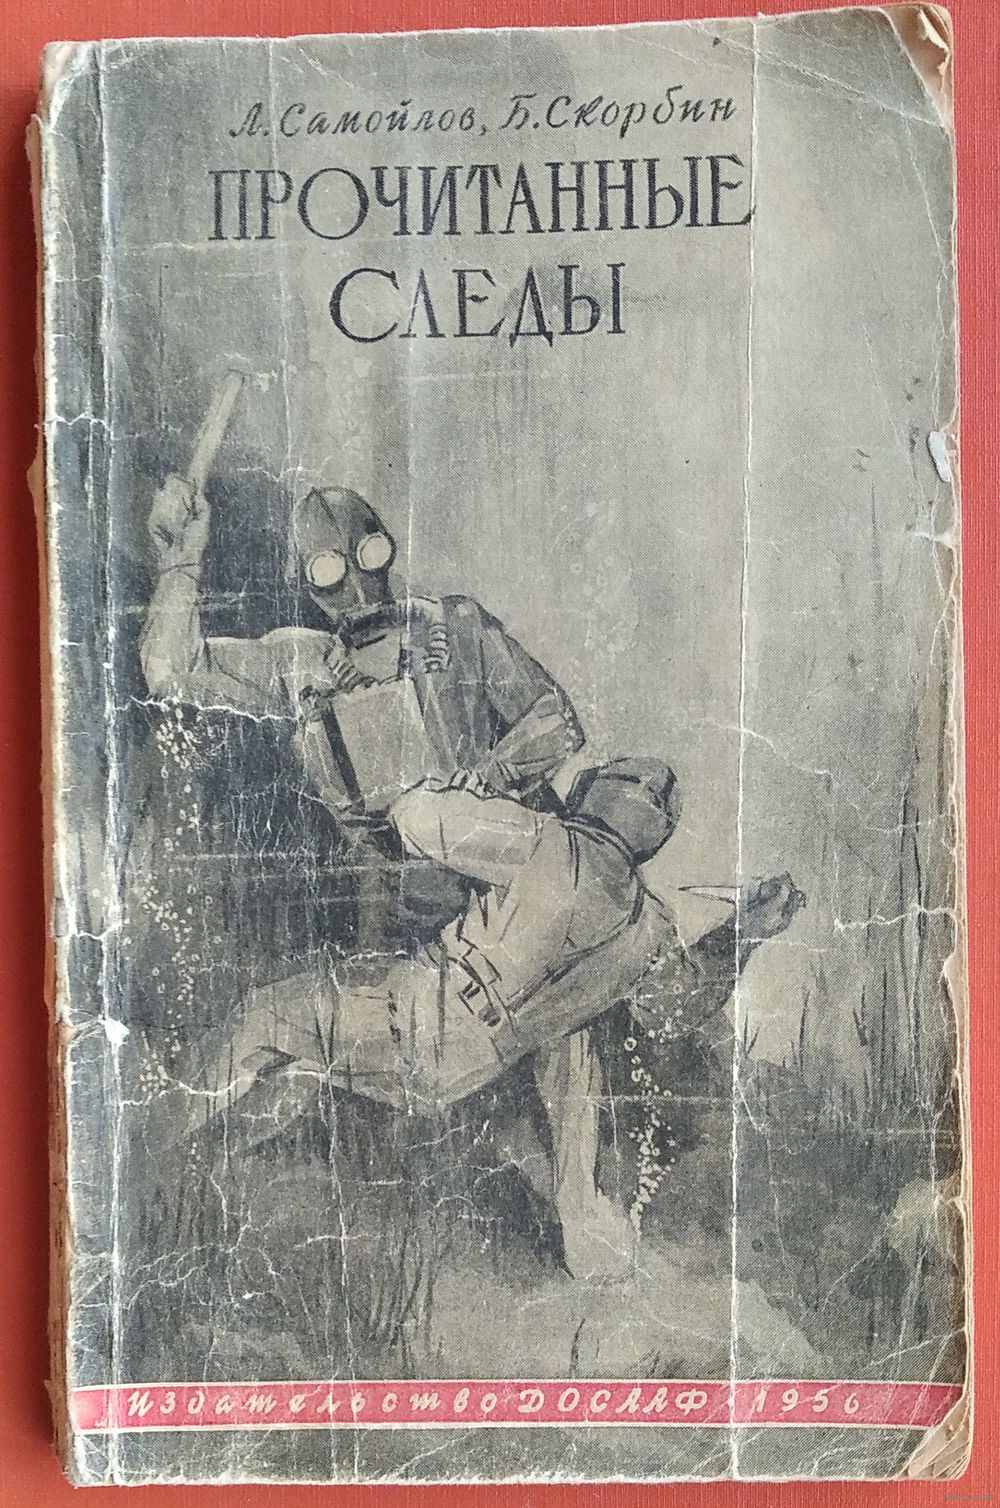 Л. Самойлов, Б. Скорбин
ПРОЧИТАННЫЕ
СЛЕДЫ
Издательство ДОСААФ · 1956